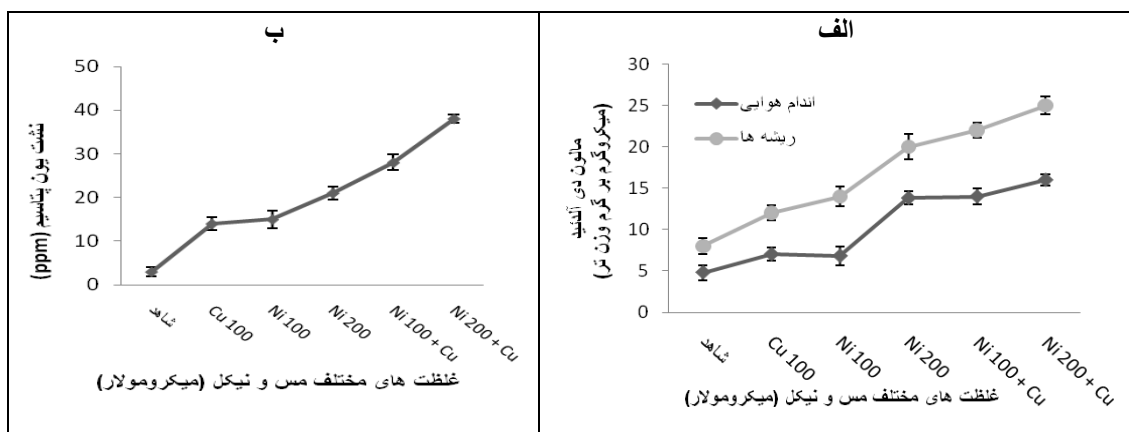 الف
30
25
20
15
10
5
0
مالون دی آلدئید
(میکروگرم بر گرم وزن تر)
اندام هوایی
ریشه ها
شاهد
Cu 100
Ni 100
Ni 200
Ni 100 + Cu
Ni 200 + Cu
غلظت های مختلف مس و نیکل (میکرومولار)
ب
50
40
30
20
10
0
نشت یون پتاسیم (ppm)
شاهد
Cu 100
Ni 100
Ni 200
Ni 100 + Cu
Ni 200 + Cu
غلظت های مختلف مس و نیکل (میکرومولار)